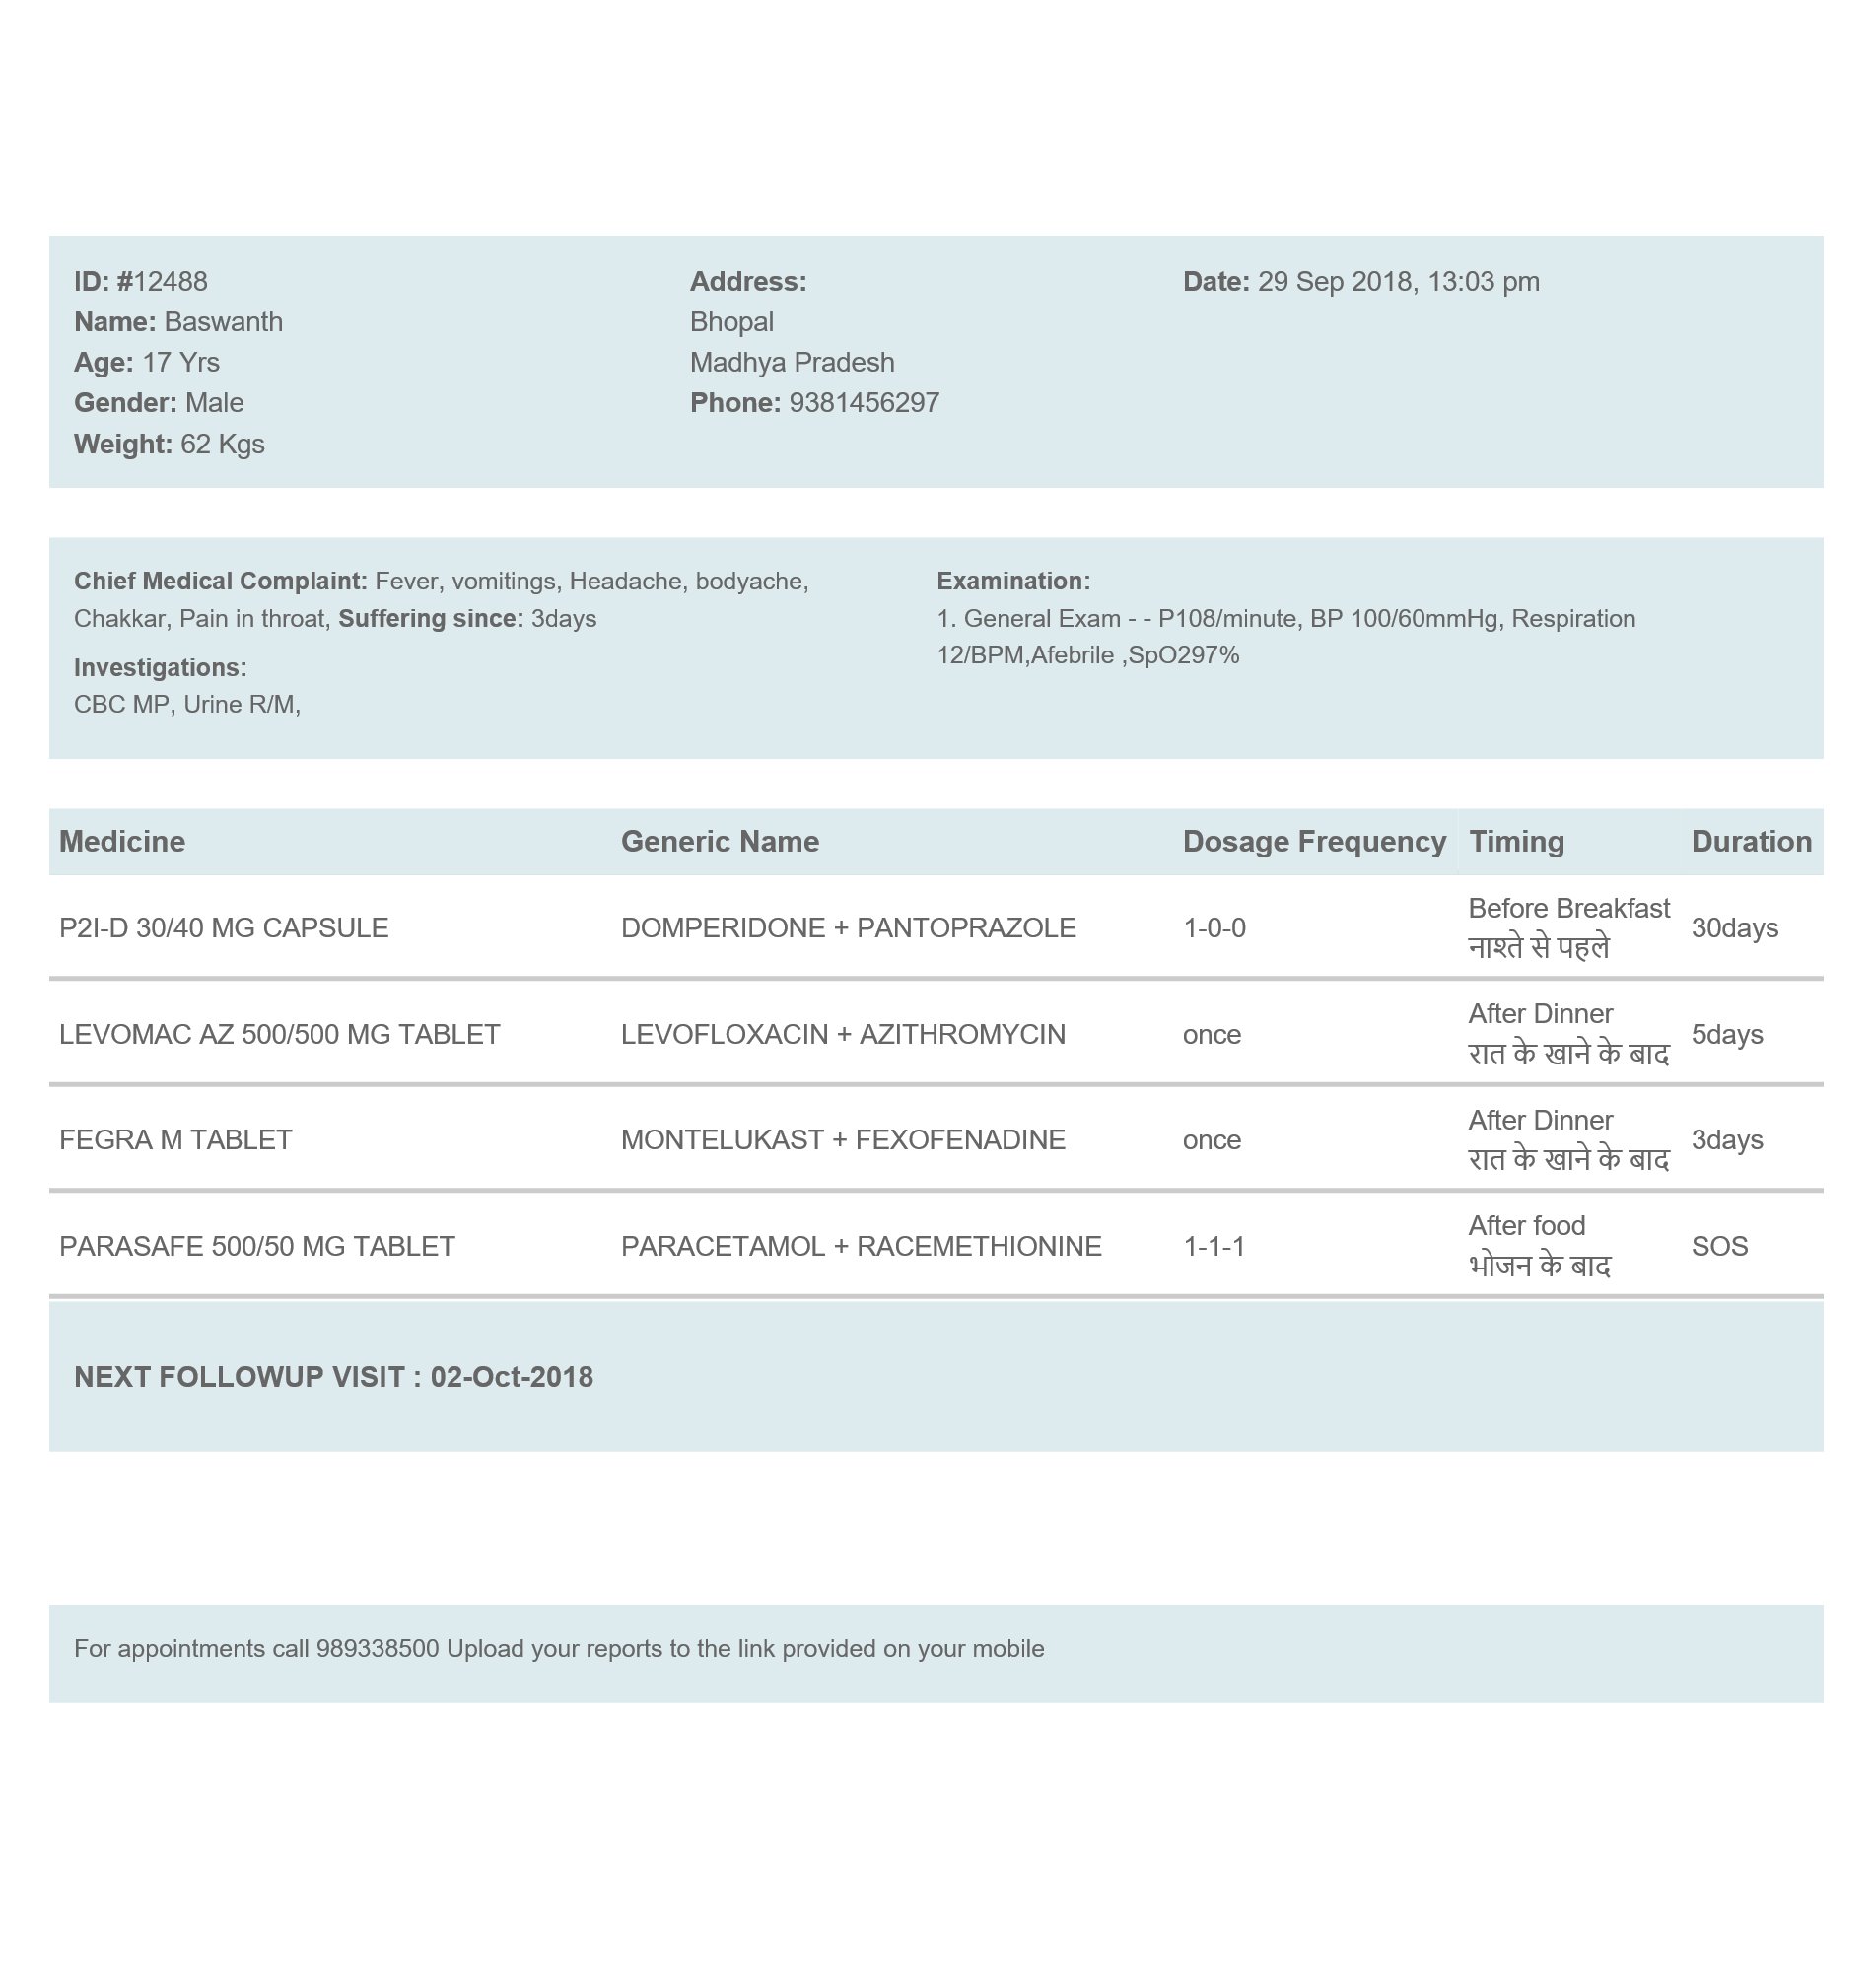 ID: #12488
Name: Baswanth
Age: 17 Yrs
Gender: Male
Weight: 62 Kgs
Address:
Bhopal
Madhya Pradesh
Phone: 9381456297
Date: 29 Sep 2018, 13:03 pm
Chief Medical Complaint: Fever, vomitings, Headache, bodyache,
Chakkar, Pain in throat, Suffering since: 3days
Investigations:
CBC MP, Urine R/M,
Examination:
1. General Exam - - P108/minute, BP 100/60mmHg, Respiration
12/BPM,Afebrile ,SpO297%
Medicine Generic Name Dosage Frequency Timing Duration
P2I-D 30/40 MG CAPSULE DOMPERIDONE + PANTOPRAZOLE 1-0-0 Before Breakfast 30days
नाश्ते से पहले
LEVOMAC AZ 500/500 MG TABLET LEVOFLOXACIN + AZITHROMYCIN once After Dinner 5days
रात के खाने के बाद
FEGRA M TABLET MONTELUKAST + FEXOFENADINE once After Dinner 3days
रात के खाने के बाद
PARASAFE 500/50 MG TABLET PARACETAMOL + RACEMETHIONINE 1-1-1 After food SOS
भोजन के बाद
NEXT FOLLOWUP VISIT : 02-Oct-2018
For appointments call 989338500 Upload your reports to the link provided on your mobile